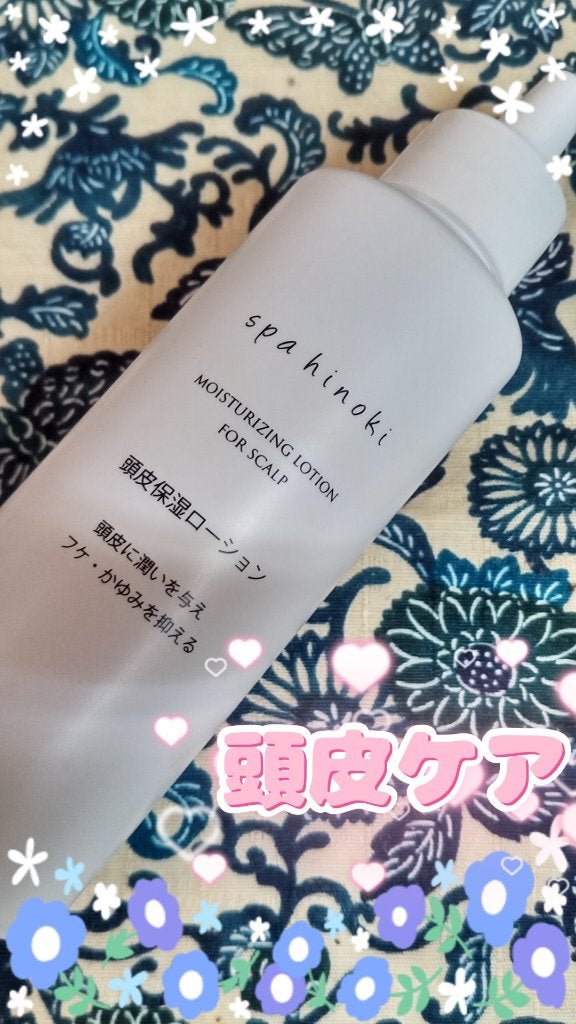 spa hinoki
MOISTURIZING LOTION
FOR SCALP
頭皮保湿ローション
頭皮に潤いを与え
フケ・かゆみを抑える
頭皮ケア